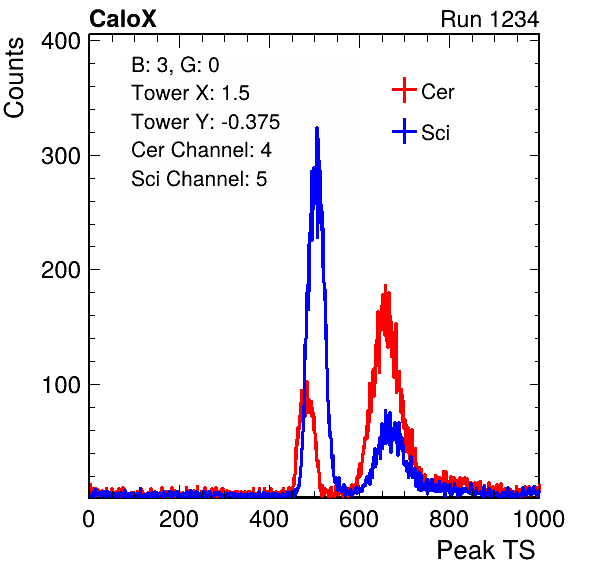 CaloX Run 1234
Counts
400
300
200
100
B: 3, G: 0
Tower X: 1.5
Tower Y: -0.375
Cer Channel: 4
Sci Channel: 5
Cer
Sci
0 200 400 600 800 1000
Peak TS